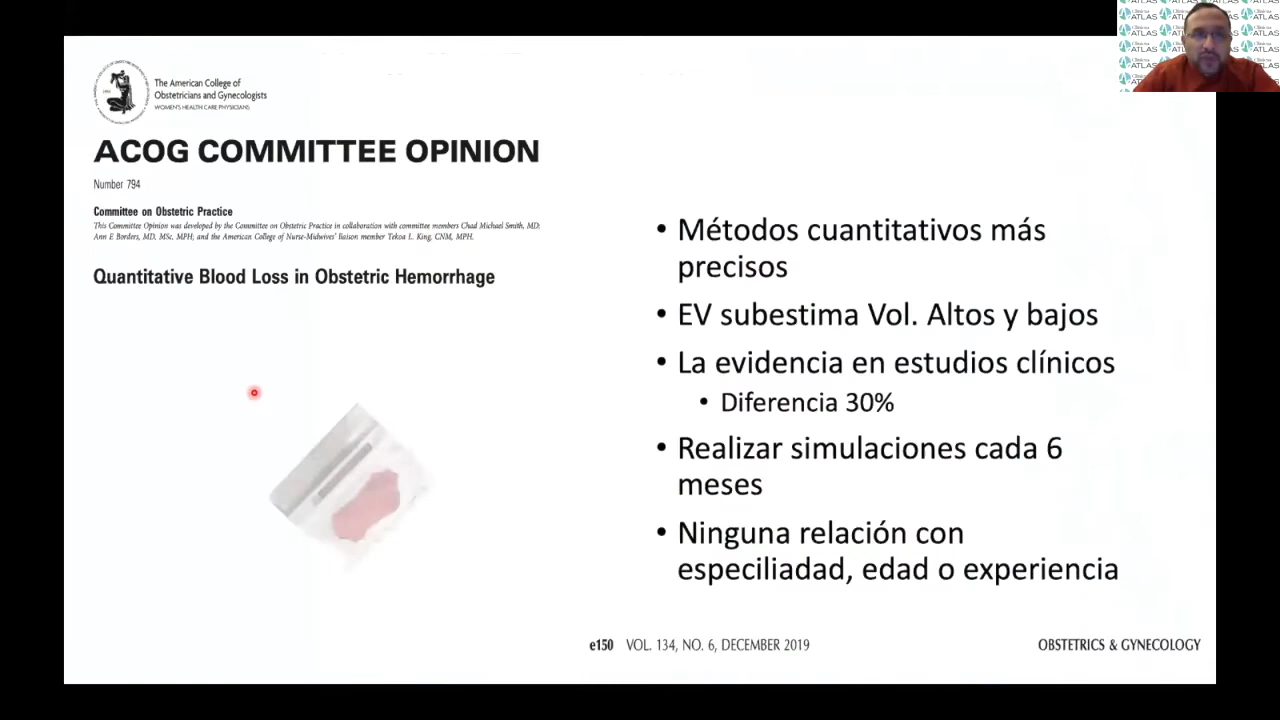 The American College of
Obstetricians and Gynecologists
WOMEN'S HEALTH CARE PHYSICIANS
ACOG COMMITTEE OPINION
Number 794
Committee on Obstetric Practice
This Committee Opinion was developed by the Committee on Obstetric Practice in collaboration with committee members Chad Michael Smith, MD;
Ann E Borders, MD, MSc, MPH; and the American College of Nurse-Midwives' liaison member Tekoa L. King, CNM, MPH.
Quantitative Blood Loss in Obstetric Hemorrhage
• Métodos cuantitativos más
precisos
• EV subestima Vol. Altos y bajos
• La evidencia en estudios clínicos
• Diferencia 30%
• Realizar simulaciones cada 6
meses
• Ninguna relación con
especiliadad, edad o experiencia
e150 VOL. 134, NO. 6, DECEMBER 2019
OBSTETRICS & GYNECOLOGY
ATLAS